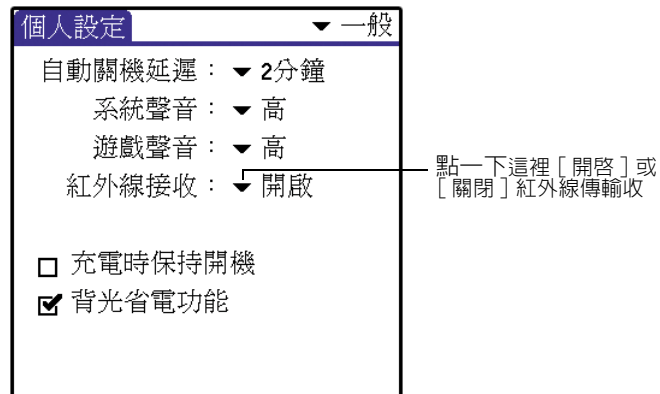 個人設定
一般
自動關機延遲： 2分鐘
系統聲音： 高
遊戲聲音： 高
紅外線接收： 開啟
點一下這裡［開啓］或
［關閉］紅外線傳輸收
充電時保持開機
背光省電功能